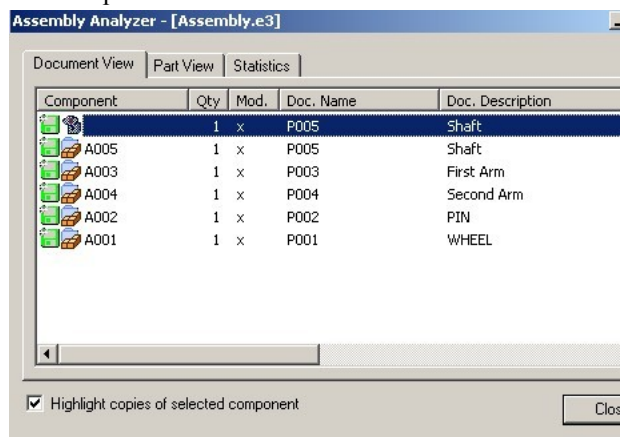 Assembly Analyzer - [Assembly.e3]
Document View Part View Statistics
Component Qty Mod. Doc. Name Doc. Description
1 x P005 Shaft
A005 1 x P005 Shaft
A003 1 x P003 First Arm
A004 1 x P004 Second Arm
A002 1 x P002 PIN
A001 1 x P001 WHEEL
Highlight copies of selected component
Clos